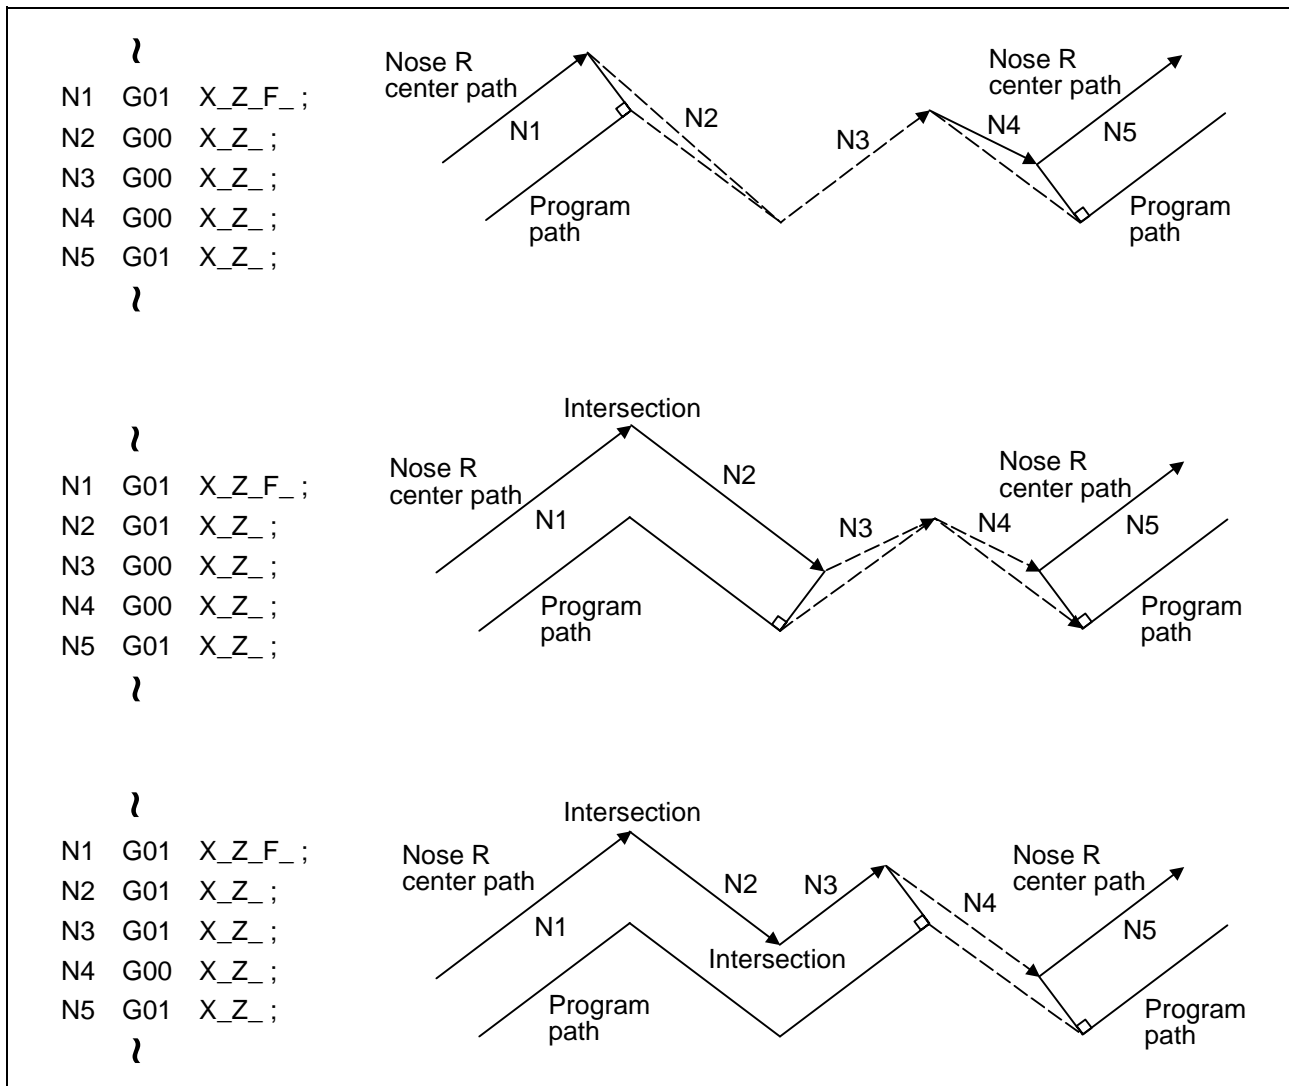 N1 G01 X_Z_F_ ;
N2 G00 X_Z_ ;
N3 G00 X_Z_ ;
N4 G00 X_Z_ ;
N5 G01 X_Z_ ;
Nose R
center path
N1
Program
path
N2
N3
N4
Nose R
center path
N5
Program
path
N1 G01 X_Z_F_ ;
N2 G01 X_Z_ ;
N3 G00 X_Z_ ;
N4 G00 X_Z_ ;
N5 G01 X_Z_ ;
Intersection
Nose R
center path
N1
Program
path
N2
N3
N4
Nose R
center path
N5
Program
path
N1 G01 X_Z_F_ ;
N2 G01 X_Z_ ;
N3 G01 X_Z_ ;
N4 G00 X_Z_ ;
N5 G01 X_Z_ ;
Intersection
Nose R
center path
N1
Program
path
N2
N3
Intersection
N4
Nose R
center path
N5
Program
path